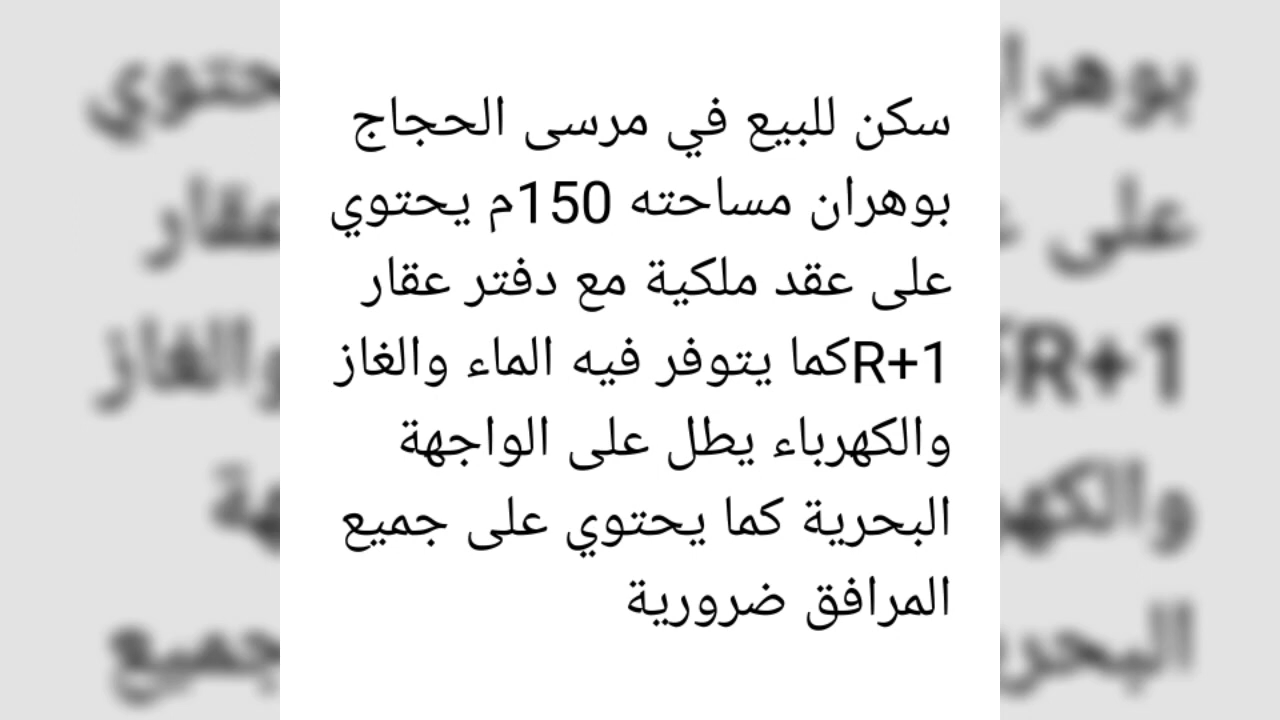 سكن للبيع في مرسى الحجاج
بوهران مساحته 150م يحتوي
على عقد ملكية مع دفتر عقار
R+1كما يتوفر فيه الماء والغاز
والكهرباء يطل على الواجهة
البحرية كما يحتوي على جميع
المرافق ضرورية